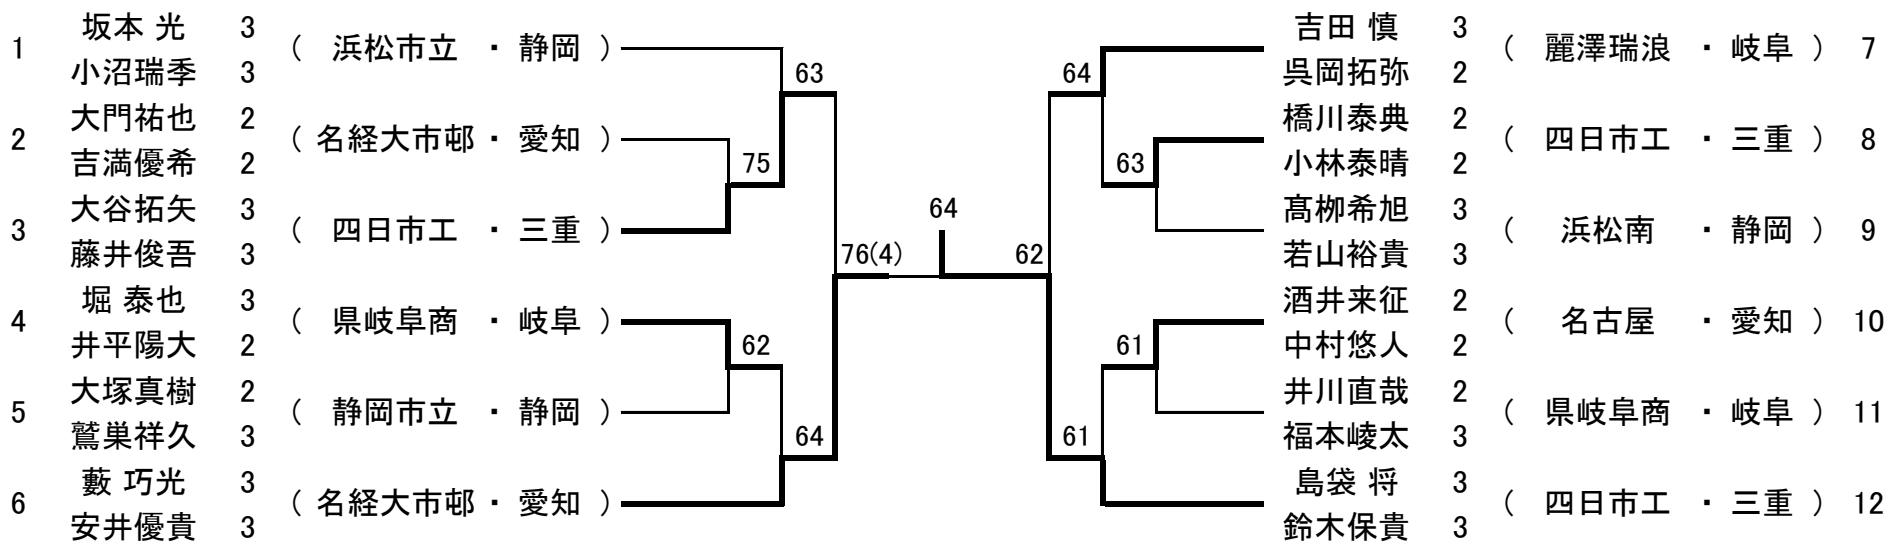 坂本 光 3
1 ( 浜松市立 ・ 静岡 )
小沼瑞季 3
63
大門祐也 2
2 ( 名経大市邨 ・ 愛知 )
吉満優希 2
75
大谷拓矢 3
3 ( 四日市工 ・ 三重 )
藤井俊吾 3
76(4)
堀 泰也 3
4 ( 県岐阜商 ・ 岐阜 )
井平陽大 2
62
大塚真樹 2
5 ( 静岡市立 ・ 静岡 )
鷲巣祥久 3
64
藪 巧光 3
6 ( 名経大市邨 ・ 愛知 )
安井優貴 3
64
吉田 慎 3
( 麗澤瑞浪 ・ 岐阜 ) 7
呉岡拓弥 2
64
橋川泰典 2
( 四日市工 ・ 三重 ) 8
小林泰晴 2
63
髙栁希旭 3
( 浜松南 ・ 静岡 ) 9
若山裕貴 3
62
酒井来征 2
( 名古屋 ・ 愛知 ) 10
中村悠人 2
61
井川直哉 2
( 県岐阜商 ・ 岐阜 ) 11
福本崚太 3
61
島袋 将 3
( 四日市工 ・ 三重 ) 12
鈴木保貴 3